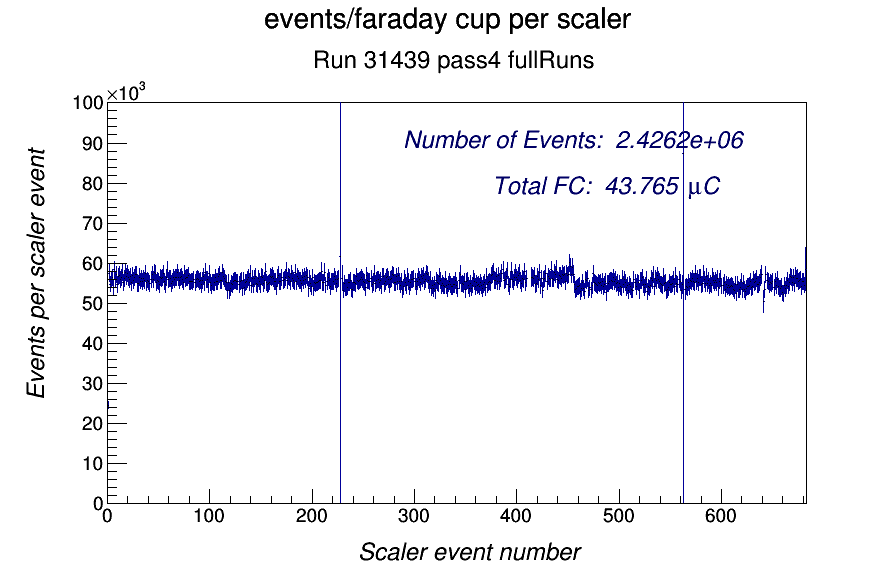 events/faraday cup per scaler
Run 31439 pass4 fullRuns
×10³
100
90
80
70
60
50
40
30
20
10
0
Number of Events: 2.4262e+06
Total FC: 43.765 μC
Events per scaler event
0 100 200 300 400 500 600
Scaler event number